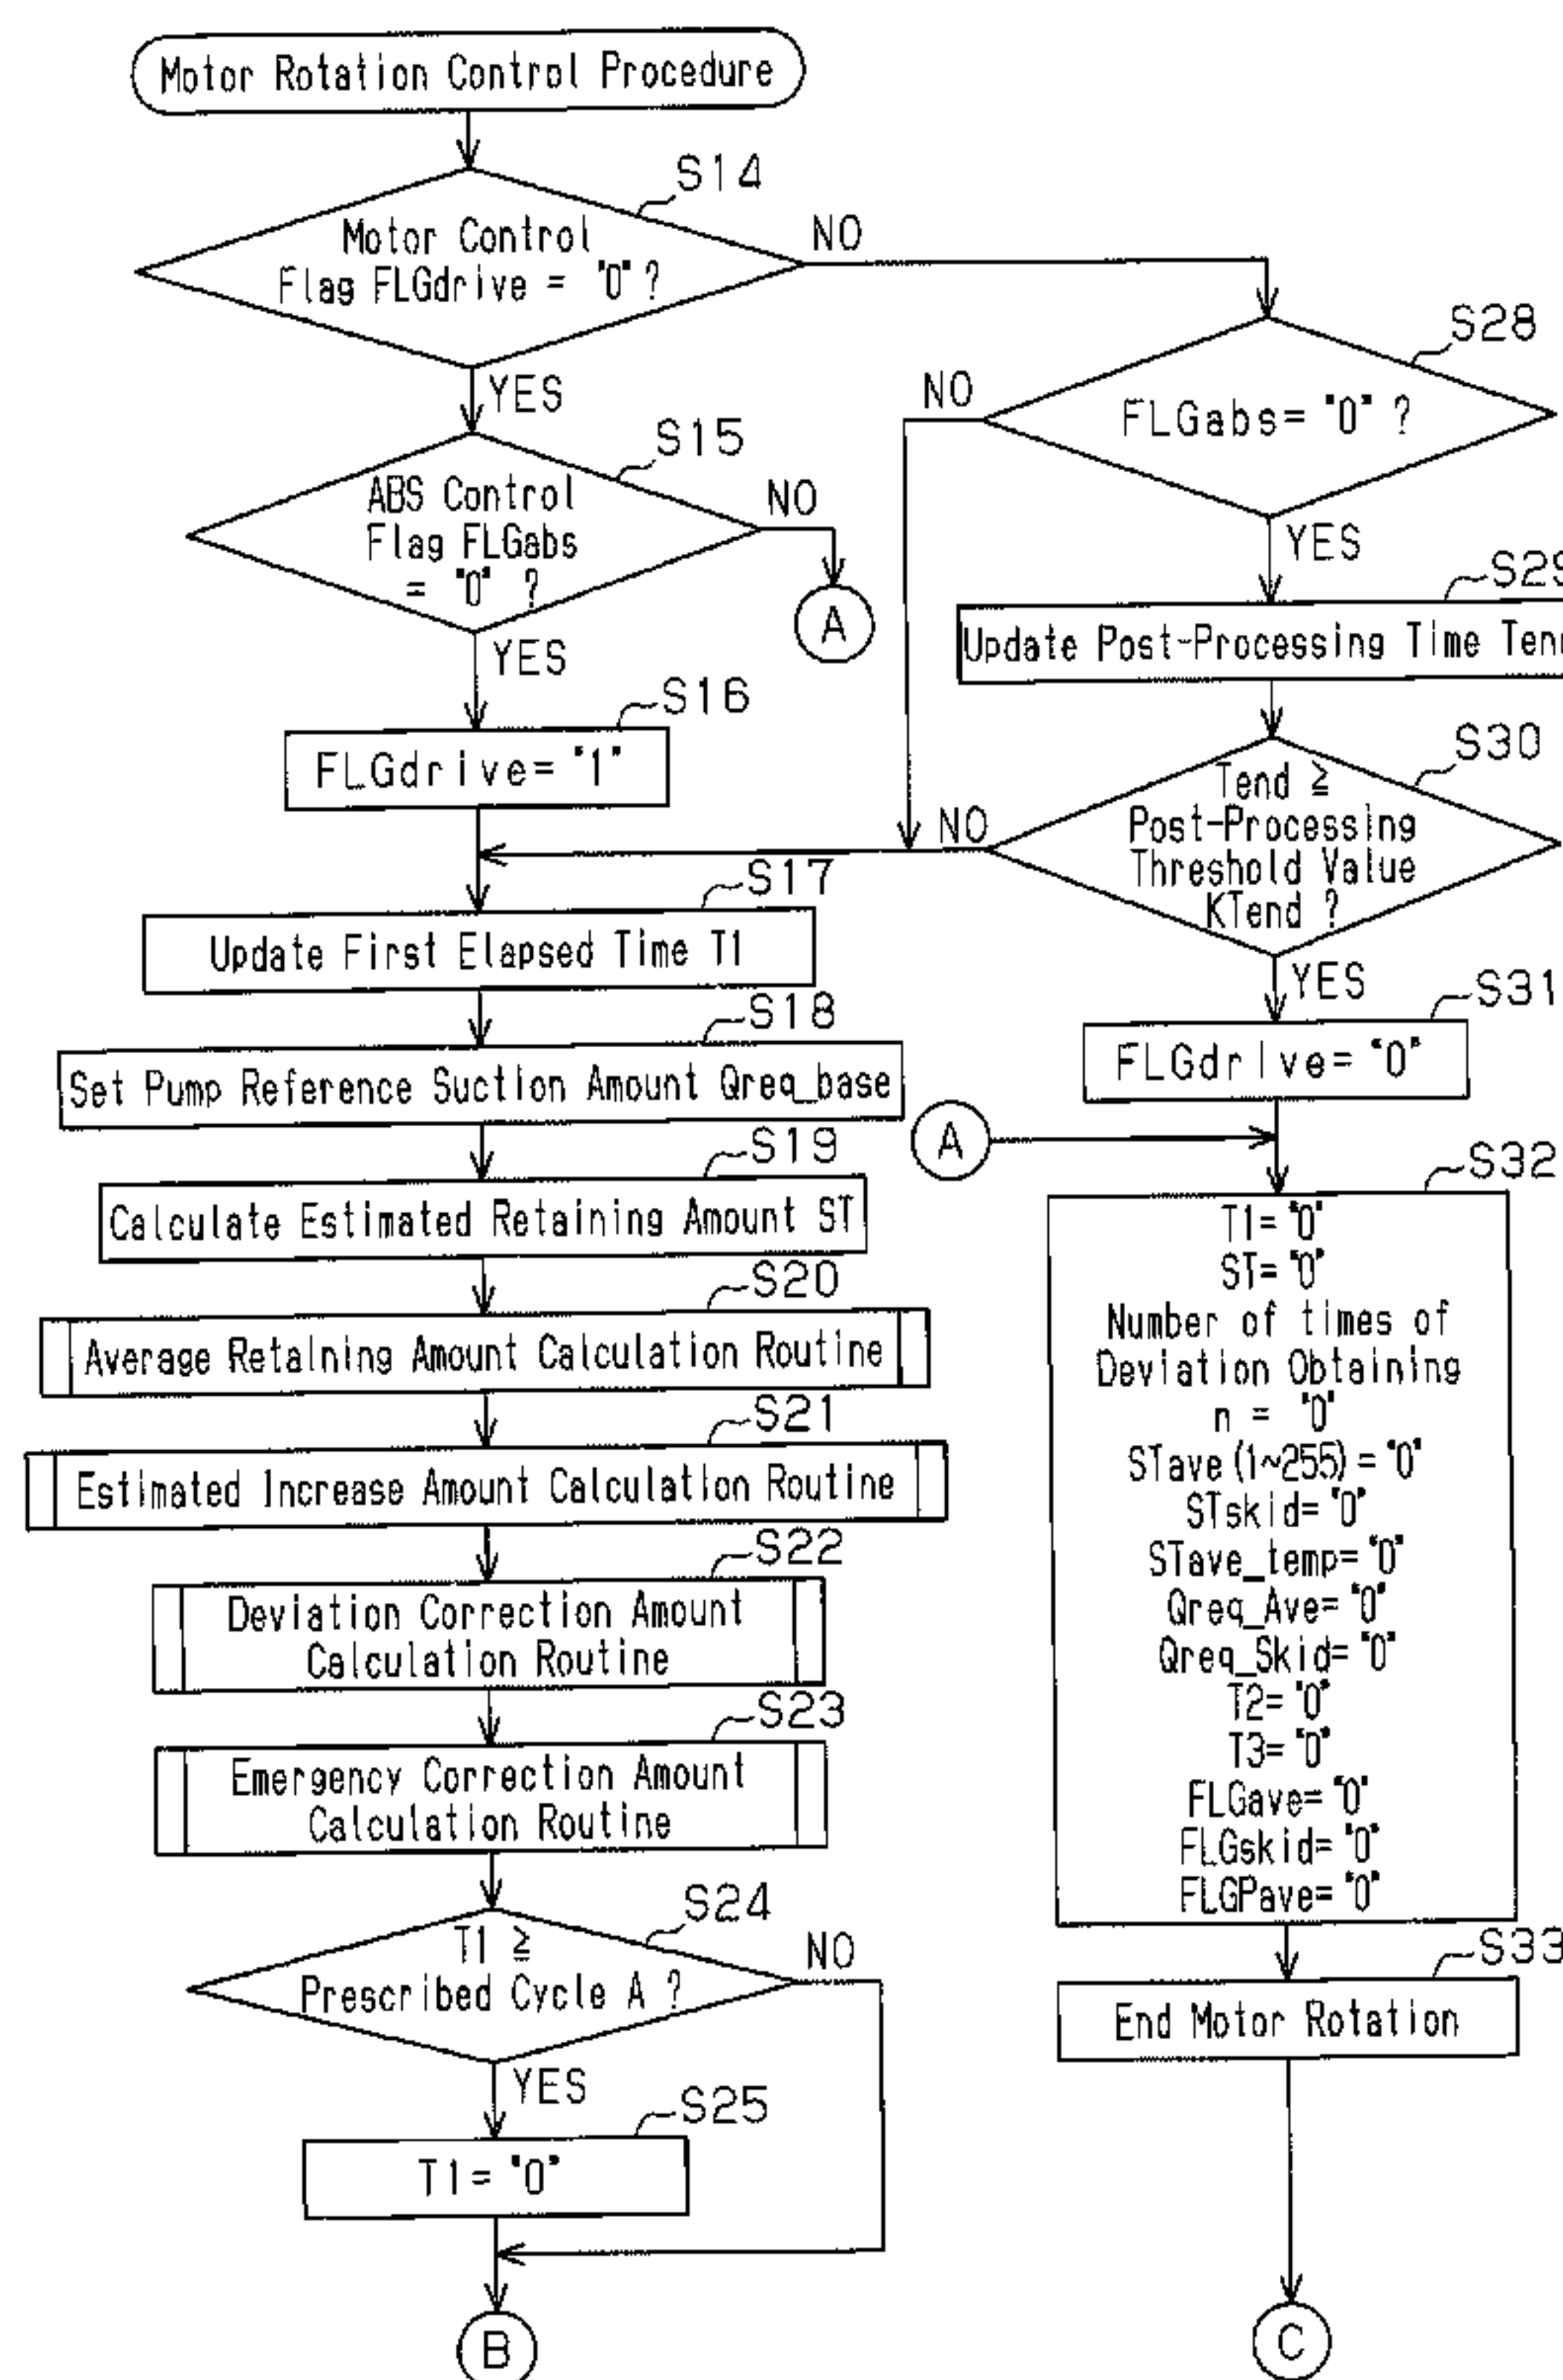 Motor Rotation Control Procedure
S14
Motor Control
Flag FLGdrive = "0" ?
NO
YES
S15
ABS Control
Flag FLGabs
= "0" ?
NO
A
YES
S16
FLGdrive= "1"
S17
Update First Elapsed Time T1
S18
Set Pump Reference Suction Amount Qreq_base
S19
Calculate Estimated Retaining Amount ST
S20
Average Retaining Amount Calculation Routine
S21
Estimated Increase Amount Calculation Routine
S22
Deviation Correction Amount
Calculation Routine
S23
Emergency Correction Amount
Calculation Routine
S24
T1 ≧
Prescribed Cycle A ?
NO
YES
S25
T1= "0"
B
S28
FLGabs= "0" ?
NO
YES
S29
Update Post-Processing Time Tend
S30
Tend ≧
Post-Processing
Threshold Value
KTend ?
NO
YES
S31
FLGdrive= "0"
A
S32
T1= "0"
ST= "0"
Number of times of
Deviation Obtaining
n = "0"
STave (1~255) = "0"
STskid= "0"
STave_temp= "0"
Qreq_Ave= "0"
Qreq_Skid= "0"
T2= "0"
T3= "0"
FLGave= "0"
FLGskid= "0"
FLGPave= "0"
S33
End Motor Rotation
C